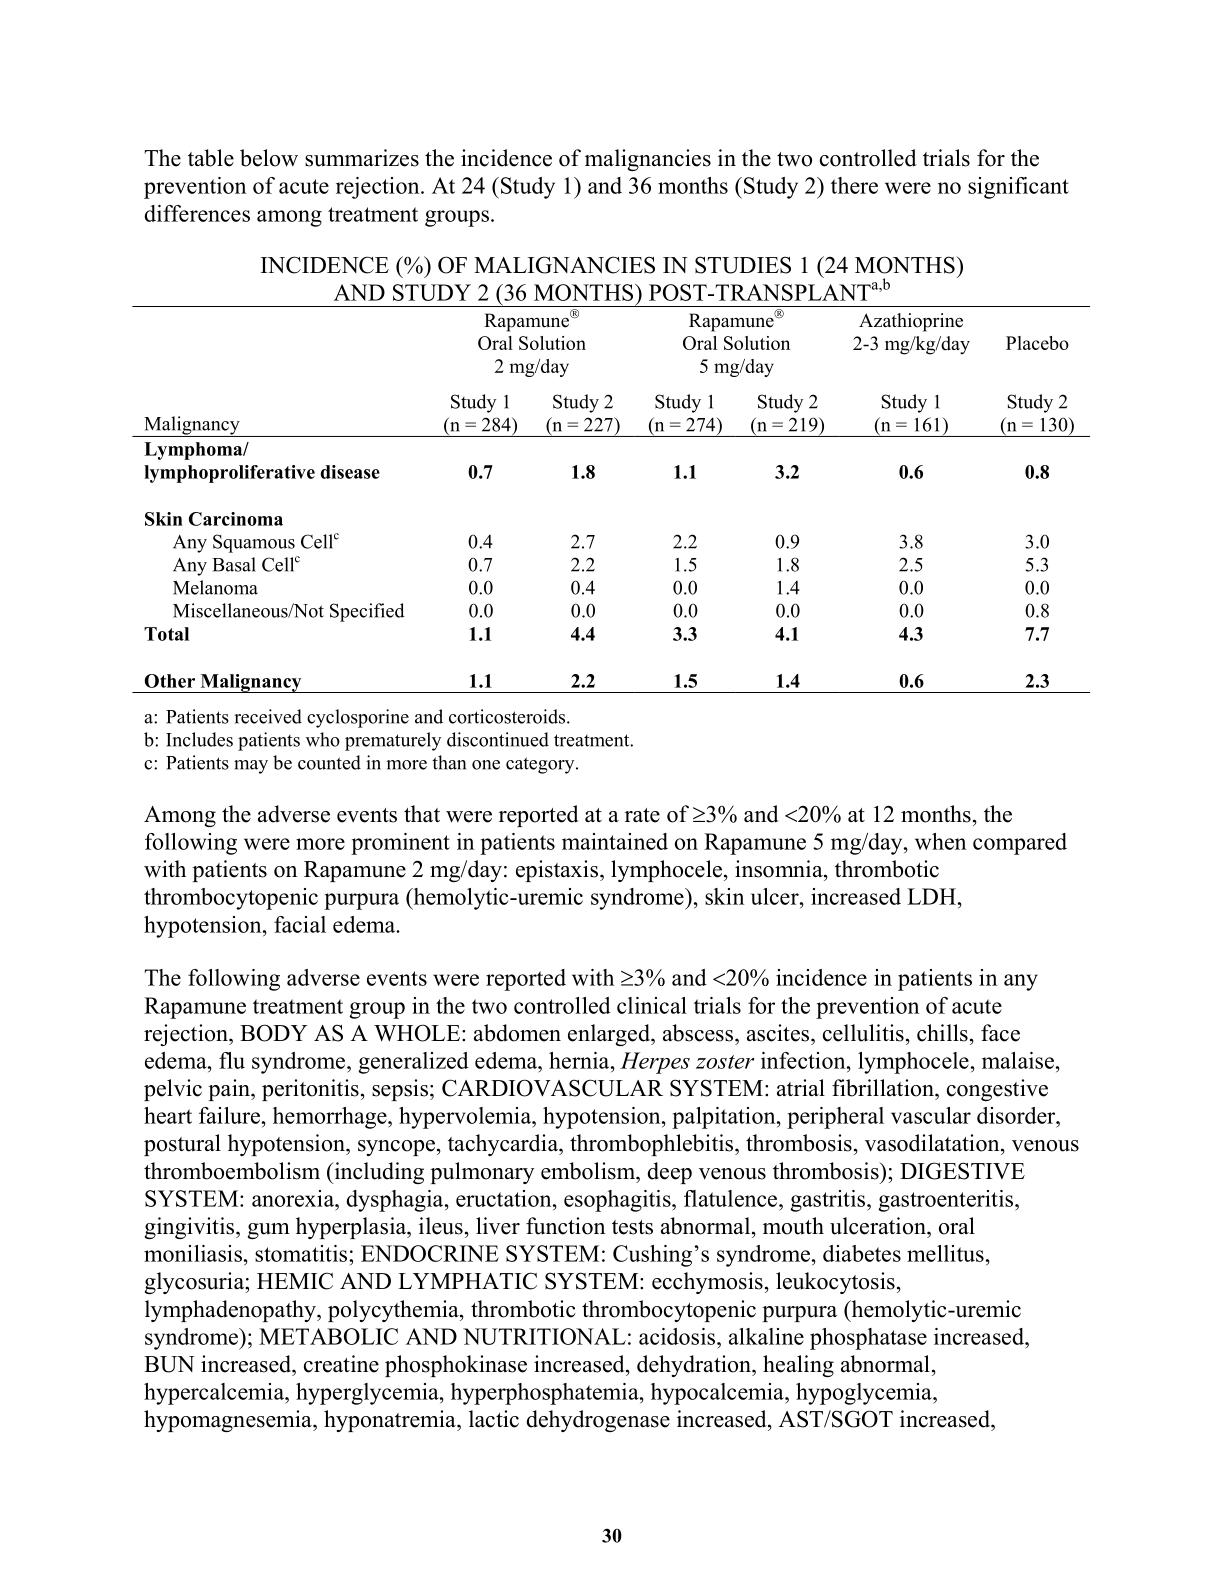 The table below summarizes the incidence of malignancies in the two controlled trials for the
prevention of acute rejection. At 24 (Study 1) and 36 months (Study 2) there were no significant
differences among treatment groups.
INCIDENCE (%) OF MALIGNANCIES IN STUDIES 1 (24 MONTHS)
AND STUDY 2 (36 MONTHS) POST-TRANSPLANTa,b
Rapamune® Rapamune® Azathioprine
Oral Solution Oral Solution 2-3 mg/kg/day Placebo
2 mg/day 5 mg/day
Study 1 Study 2 Study 1 Study 2 Study 1 Study 2
Malignancy (n = 284) (n = 227) (n = 274) (n = 219) (n = 161) (n = 130)
Lymphoma/
lymphoproliferative disease 0.7 1.8 1.1 3.2 0.6 0.8
Skin Carcinoma
Any Squamous Cellc 0.4 2.7 2.2 0.9 3.8 3.0
Any Basal Cellc 0.7 2.2 1.5 1.8 2.5 5.3
Melanoma 0.0 0.4 0.0 1.4 0.0 0.0
Miscellaneous/Not Specified 0.0 0.0 0.0 0.0 0.0 0.8
Total 1.1 4.4 3.3 4.1 4.3 7.7
Other Malignancy 1.1 2.2 1.5 1.4 0.6 2.3
a: Patients received cyclosporine and corticosteroids.
b: Includes patients who prematurely discontinued treatment.
c: Patients may be counted in more than one category.
Among the adverse events that were reported at a rate of ≥3% and <20% at 12 months, the
following were more prominent in patients maintained on Rapamune 5 mg/day, when compared
with patients on Rapamune 2 mg/day: epistaxis, lymphocele, insomnia, thrombotic
thrombocytopenic purpura (hemolytic-uremic syndrome), skin ulcer, increased LDH,
hypotension, facial edema.
The following adverse events were reported with ≥3% and <20% incidence in patients in any
Rapamune treatment group in the two controlled clinical trials for the prevention of acute
rejection, BODY AS A WHOLE: abdomen enlarged, abscess, ascites, cellulitis, chills, face
edema, flu syndrome, generalized edema, hernia, Herpes zoster infection, lymphocele, malaise,
pelvic pain, peritonitis, sepsis; CARDIOVASCULAR SYSTEM: atrial fibrillation, congestive
heart failure, hemorrhage, hypervolemia, hypotension, palpitation, peripheral vascular disorder,
postural hypotension, syncope, tachycardia, thrombophlebitis, thrombosis, vasodilatation, venous
thromboembolism (including pulmonary embolism, deep venous thrombosis); DIGESTIVE
SYSTEM: anorexia, dysphagia, eructation, esophagitis, flatulence, gastritis, gastroenteritis,
gingivitis, gum hyperplasia, ileus, liver function tests abnormal, mouth ulceration, oral
moniliasis, stomatitis; ENDOCRINE SYSTEM: Cushing’s syndrome, diabetes mellitus,
glycosuria; HEMIC AND LYMPHATIC SYSTEM: ecchymosis, leukocytosis,
lymphadenopathy, polycythemia, thrombotic thrombocytopenic purpura (hemolytic-uremic
syndrome); METABOLIC AND NUTRITIONAL: acidosis, alkaline phosphatase increased,
BUN increased, creatine phosphokinase increased, dehydration, healing abnormal,
hypercalcemia, hyperglycemia, hyperphosphatemia, hypocalcemia, hypoglycemia,
hypomagnesemia, hyponatremia, lactic dehydrogenase increased, AST/SGOT increased,
30